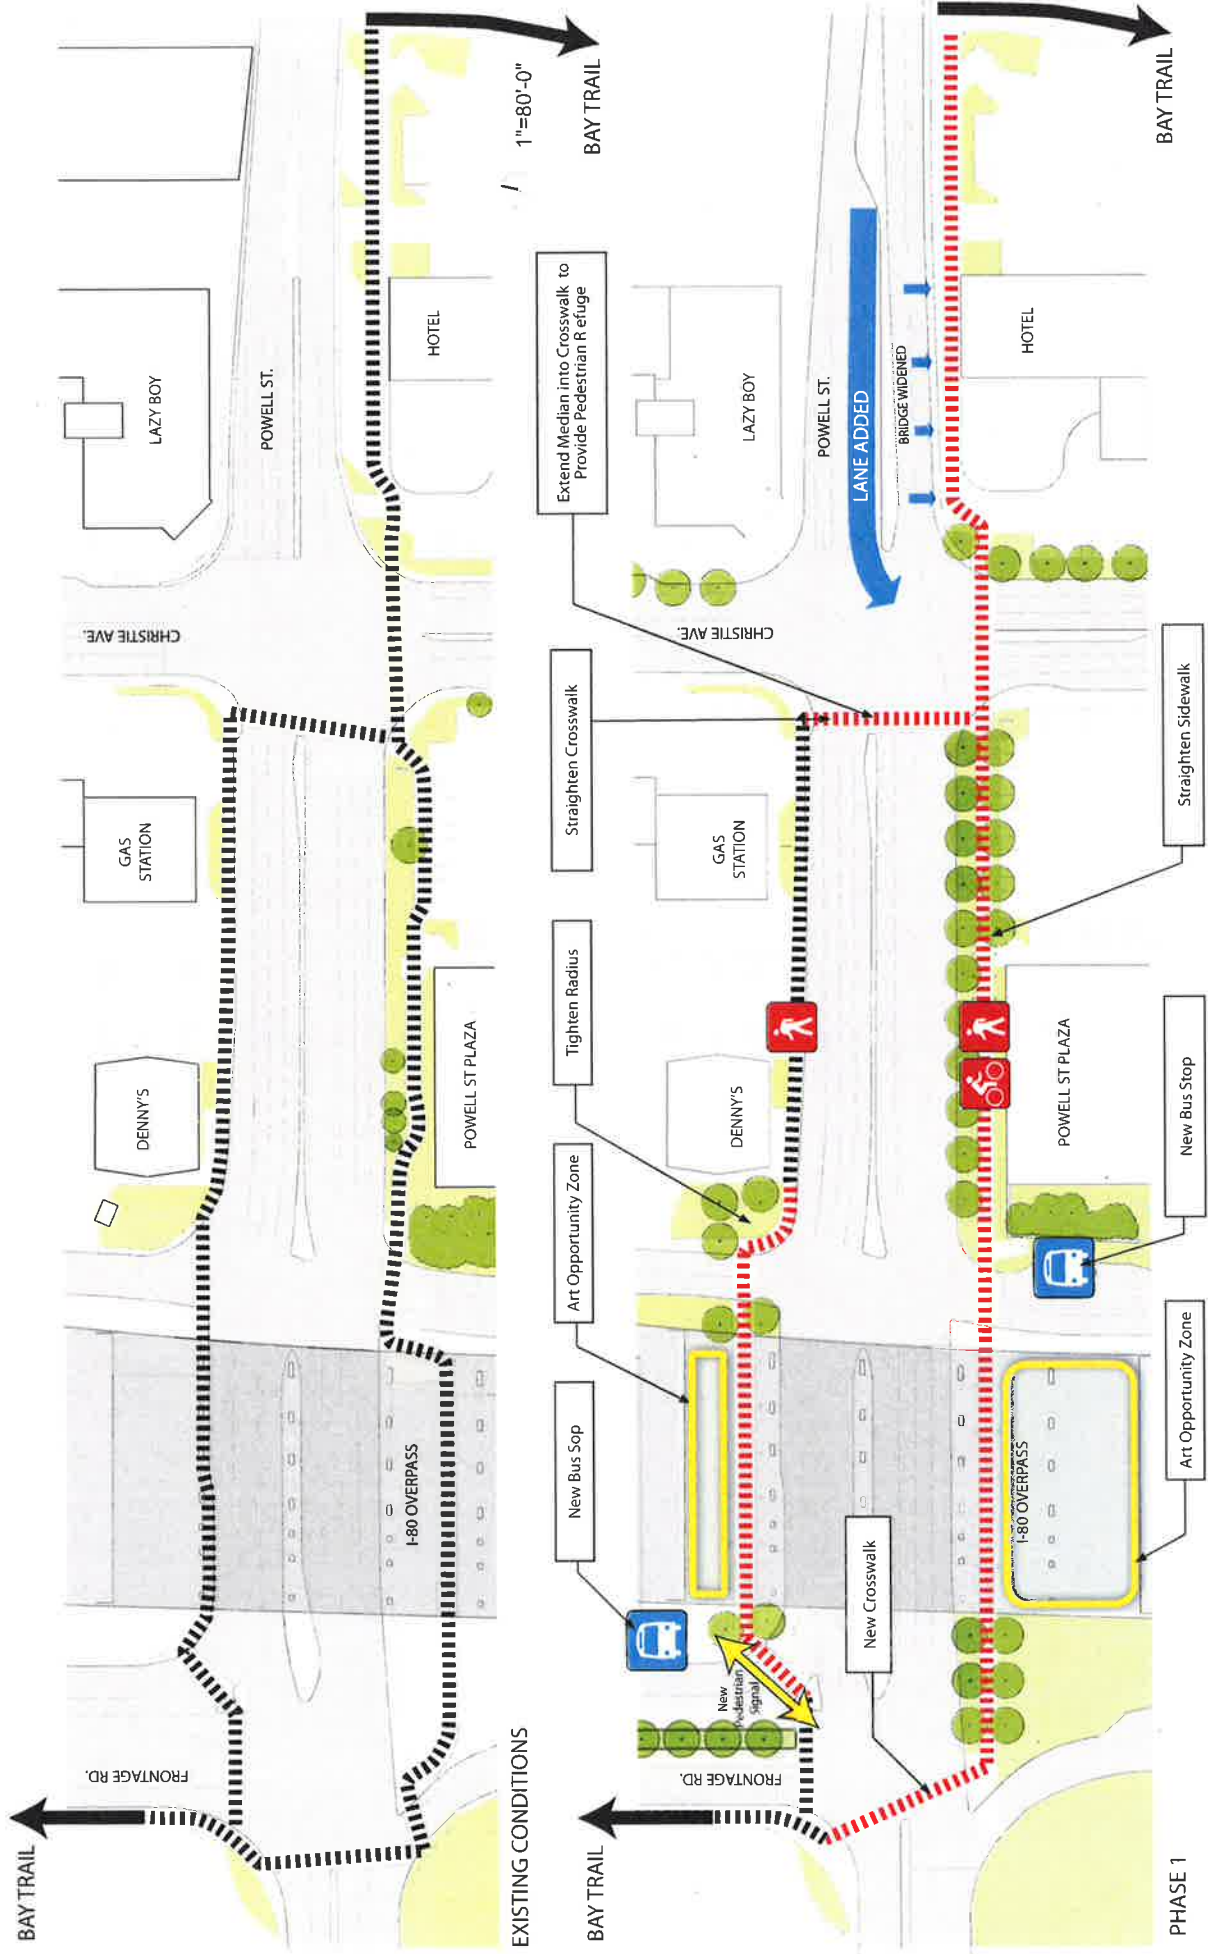 BAY TRAIL
FRONTAGE RD.
I-80 OVERPASS
DENNY'S
POWELL ST PLAZA
GAS
STATION
CHRISTIE AVE.
LAZY BOY
POWELL ST.
HOTEL
1"=80'-0"
BAY TRAIL
EXISTING CONDITIONS
BAY TRAIL
FRONTAGE RD.
New
Pedestrian
Signal
New Bus Sop
Art Opportunity Zone
Tighten Radius
Straighten Crosswalk
Extend Median into Crosswalk to
Provide Pedestrian R efuge
New Crosswalk
I-80 OVERPASS
DENNY'S
GAS
STATION
CHRISTIE AVE.
LAZY BOY
POWELL ST.
LANE ADDED
BRIDGE WIDENED
HOTEL
POWELL ST PLAZA
Art Opportunity Zone
New Bus Stop
Straighten Sidewalk
BAY TRAIL
PHASE 1